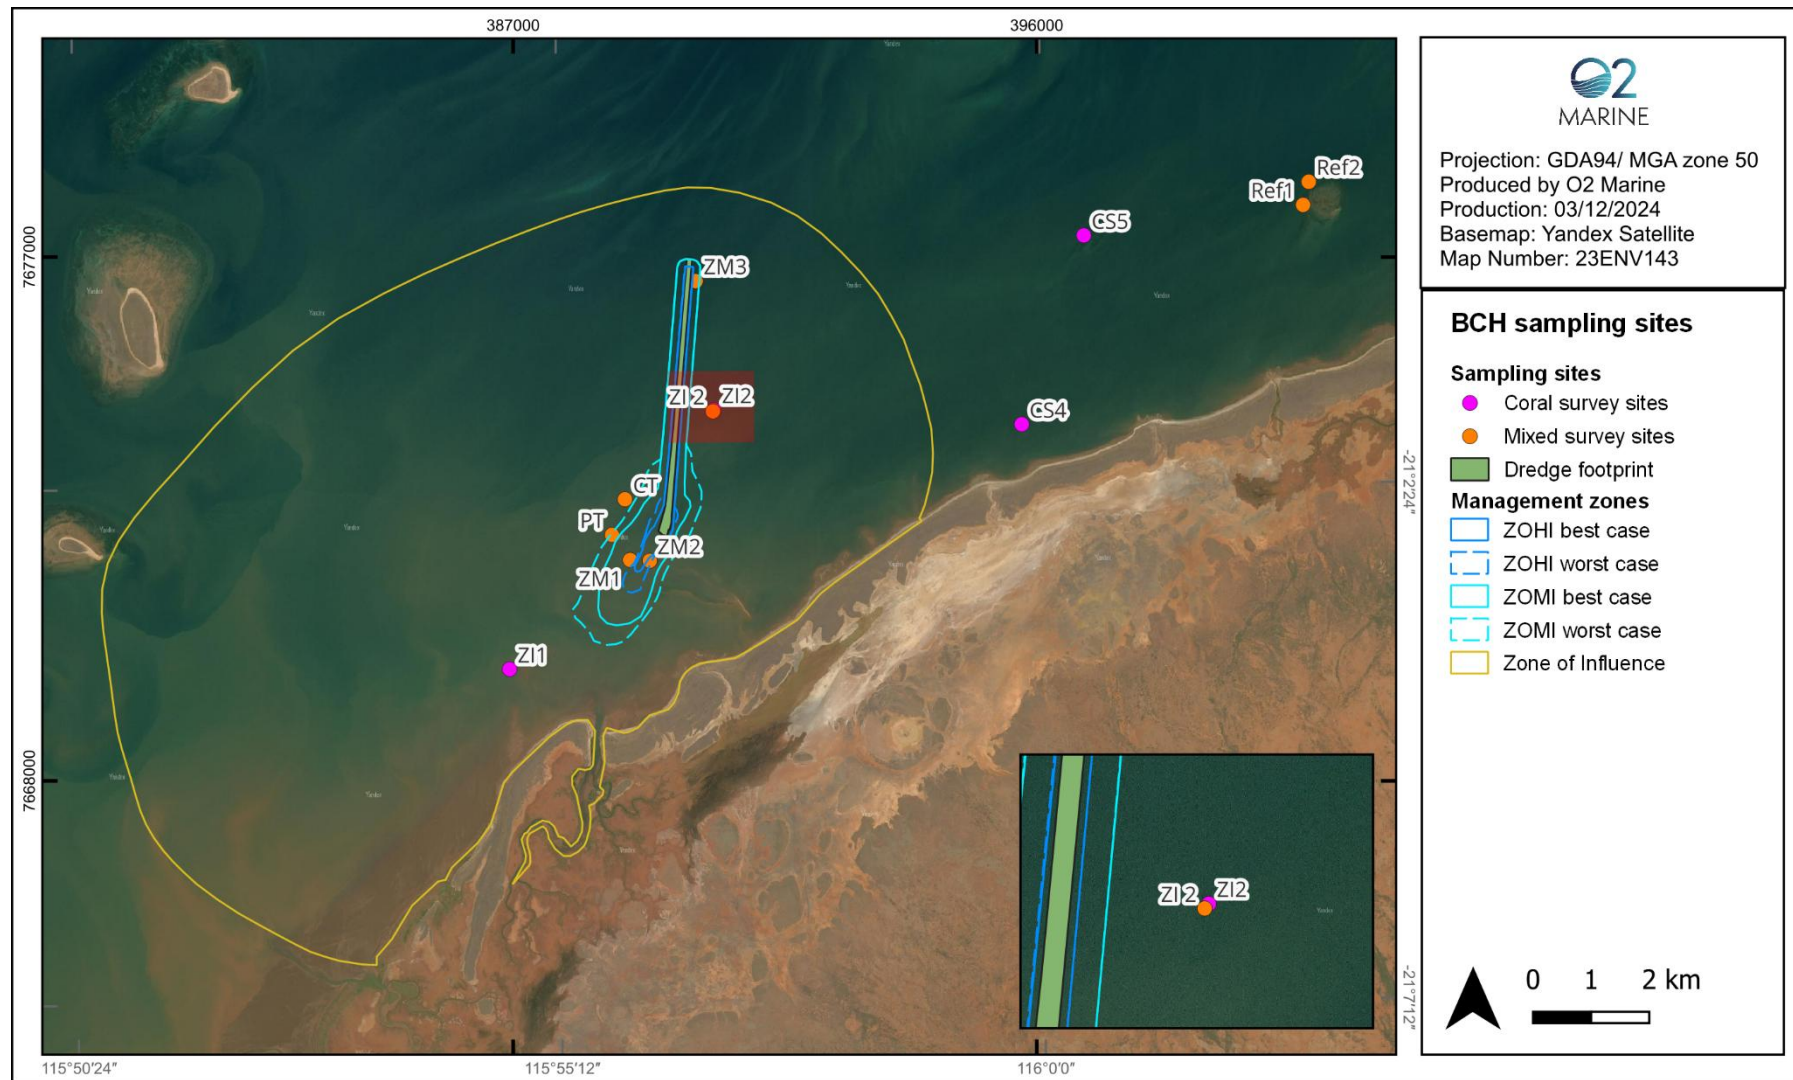 387000
396000
7677000
7668000
-21°2'24"
-21°7'12"
115°50'24"
115°55'12"
116°0'0"
Ref2
Ref1
CS5
ZM3
ZI 2
ZI2
CS4
CT
PT
ZM2
ZM1
ZI1
ZI 2
ZI2
O2
MARINE
Projection: GDA94/ MGA zone 50
Produced by O2 Marine
Production: 03/12/2024
Basemap: Yandex Satellite
Map Number: 23ENV143
BCH sampling sites
Sampling sites
Coral survey sites
Mixed survey sites
Dredge footprint
Management zones
ZOHI best case
ZOHI worst case
ZOMI best case
ZOMI worst case
Zone of Influence
0 1 2 km